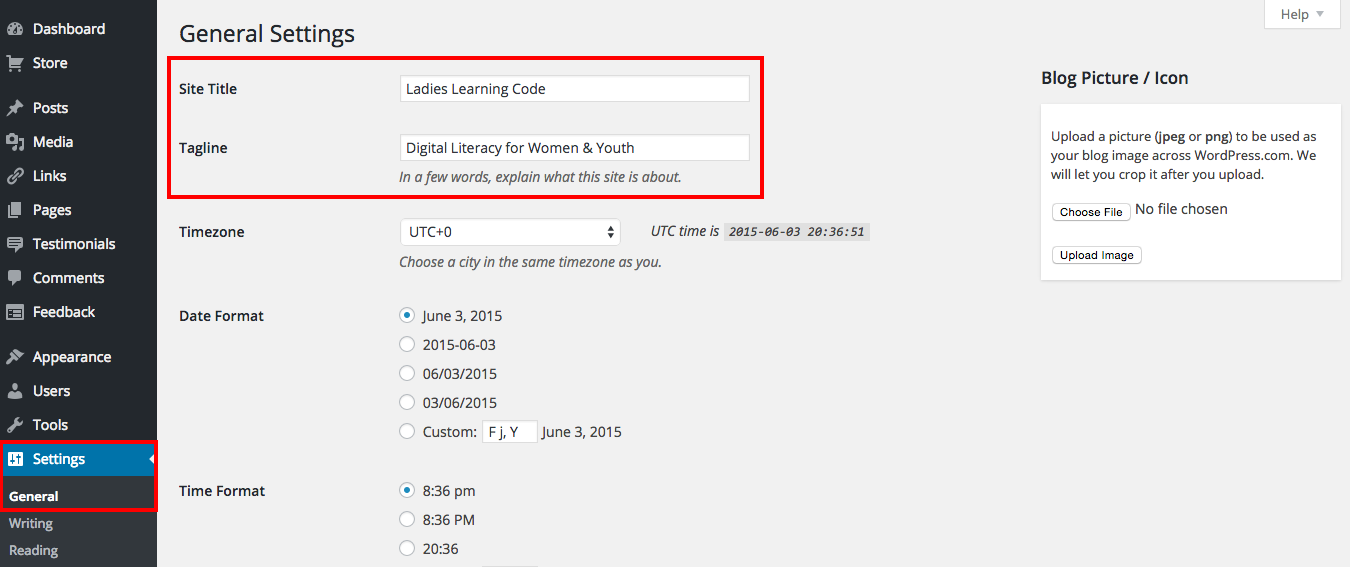 Dashboard
Store
Posts
Media
Links
Pages
Testimonials
Comments
Feedback
Appearance
Users
Tools
Settings
General
Writing
Reading
Help
General Settings
Site Title Ladies Learning Code
Tagline Digital Literacy for Women & Youth
In a few words, explain what this site is about.
Timezone UTC+0 UTC time is 2015-06-03 20:36:51
Choose a city in the same timezone as you.
Date Format June 3, 2015
2015-06-03
06/03/2015
03/06/2015
Custom: F j, Y June 3, 2015
Time Format 8:36 pm
8:36 PM
20:36
Blog Picture / Icon
Upload a picture (jpeg or png) to be used as
your blog image across WordPress.com. We
will let you crop it after you upload.
Choose File No file chosen
Upload Image